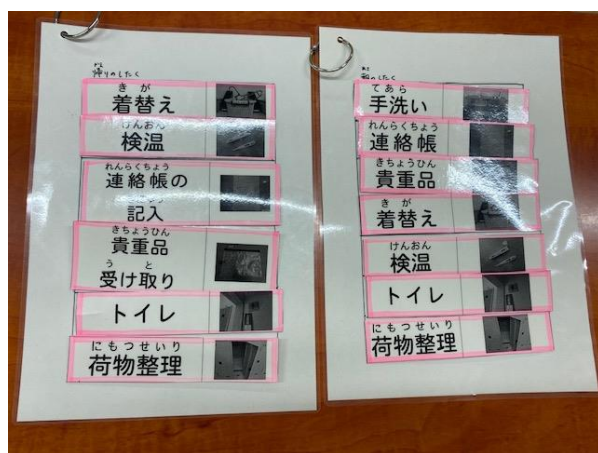 かえ
帰りのしたく
きが
着替え
けんおん
検温
れんらくちょう
連絡帳の
記入
きちょうひん
貴重品
うと
受け取り
トイレ
にもつせいり
荷物整理
あさ
朝のしたく
てあら
手洗い
れんらくちょう
連絡帳
きちょうひん
貴重品
きが
着替え
けんおん
検温
トイレ
にもつせいり
荷物整理